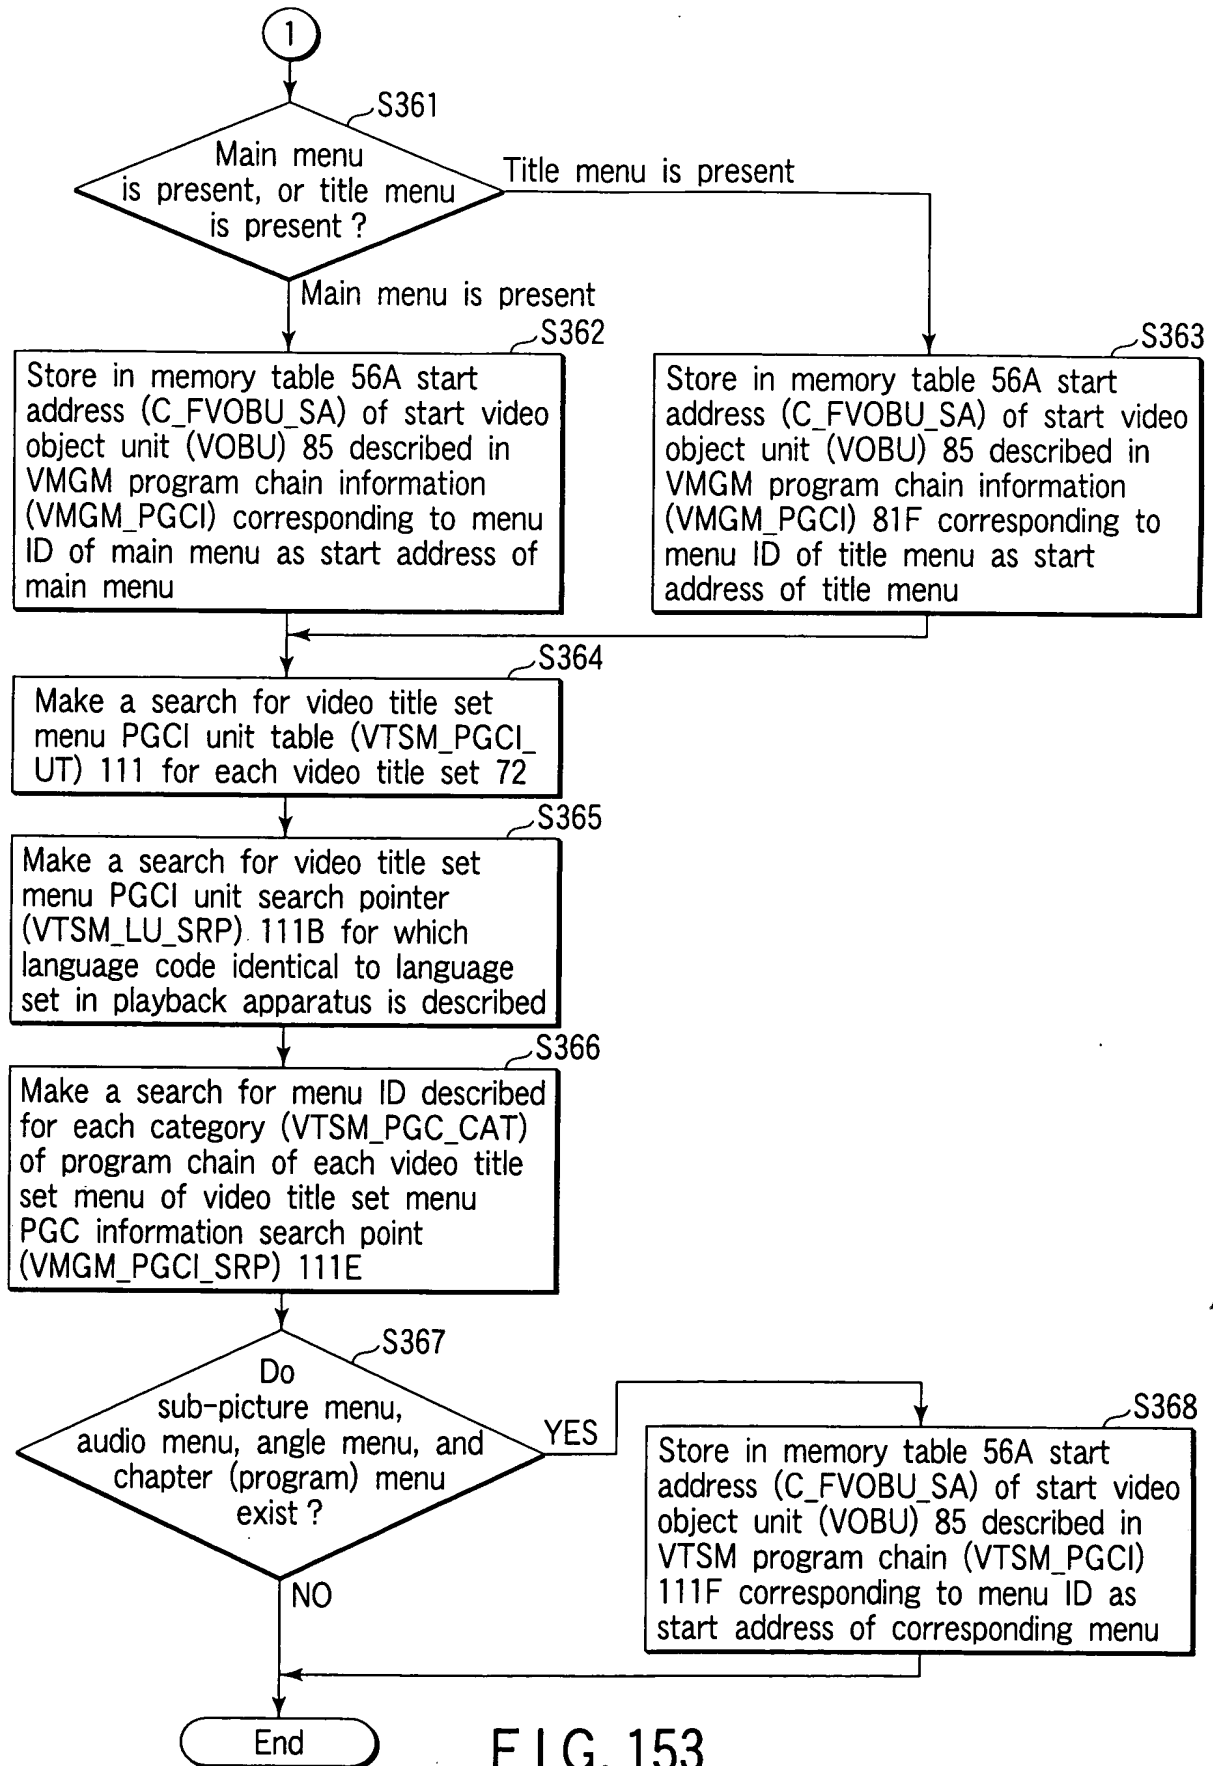 1
S361
Main menu
is present, or title menu
is present ?
Title menu is present
Main menu is present
S362
Store in memory table 56A start
address (C_FVOBU_SA) of start video
object unit (VOBU) 85 described in
VMGM program chain information
(VMGM_PGCI) corresponding to menu
ID of main menu as start address of
main menu
S363
Store in memory table 56A start
address (C_FVOBU_SA) of start video
object unit (VOBU) 85 described in
VMGM program chain information
(VMGM_PGCI) 81F corresponding to
menu ID of title menu as start
address of title menu
S364
Make a search for video title set
menu PGCI unit table (VTSM_PGCI_
UT) 111 for each video title set 72
S365
Make a search for video title set
menu PGCI unit search pointer
(VTSM_LU_SRP) 111B for which
language code identical to language
set in playback apparatus is described
S366
Make a search for menu ID described
for each category (VTSM_PGC_CAT)
of program chain of each video title
set menu of video title set menu
PGC information search point
(VMGM_PGCI_SRP) 111E
S367
Do
sub-picture menu,
audio menu, angle menu, and
chapter (program) menu
exist ?
YES
NO
S368
Store in memory table 56A start
address (C_FVOBU_SA) of start video
object unit (VOBU) 85 described in
VTSM program chain (VTSM_PGCI)
111F corresponding to menu ID as
start address of corresponding menu
End
FIG. 153